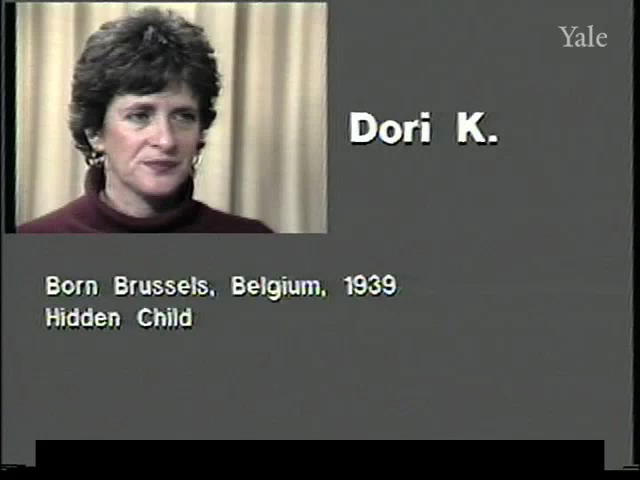 Yale
Dori K.
Born Brussels, Belgium, 1939
Hidden Child